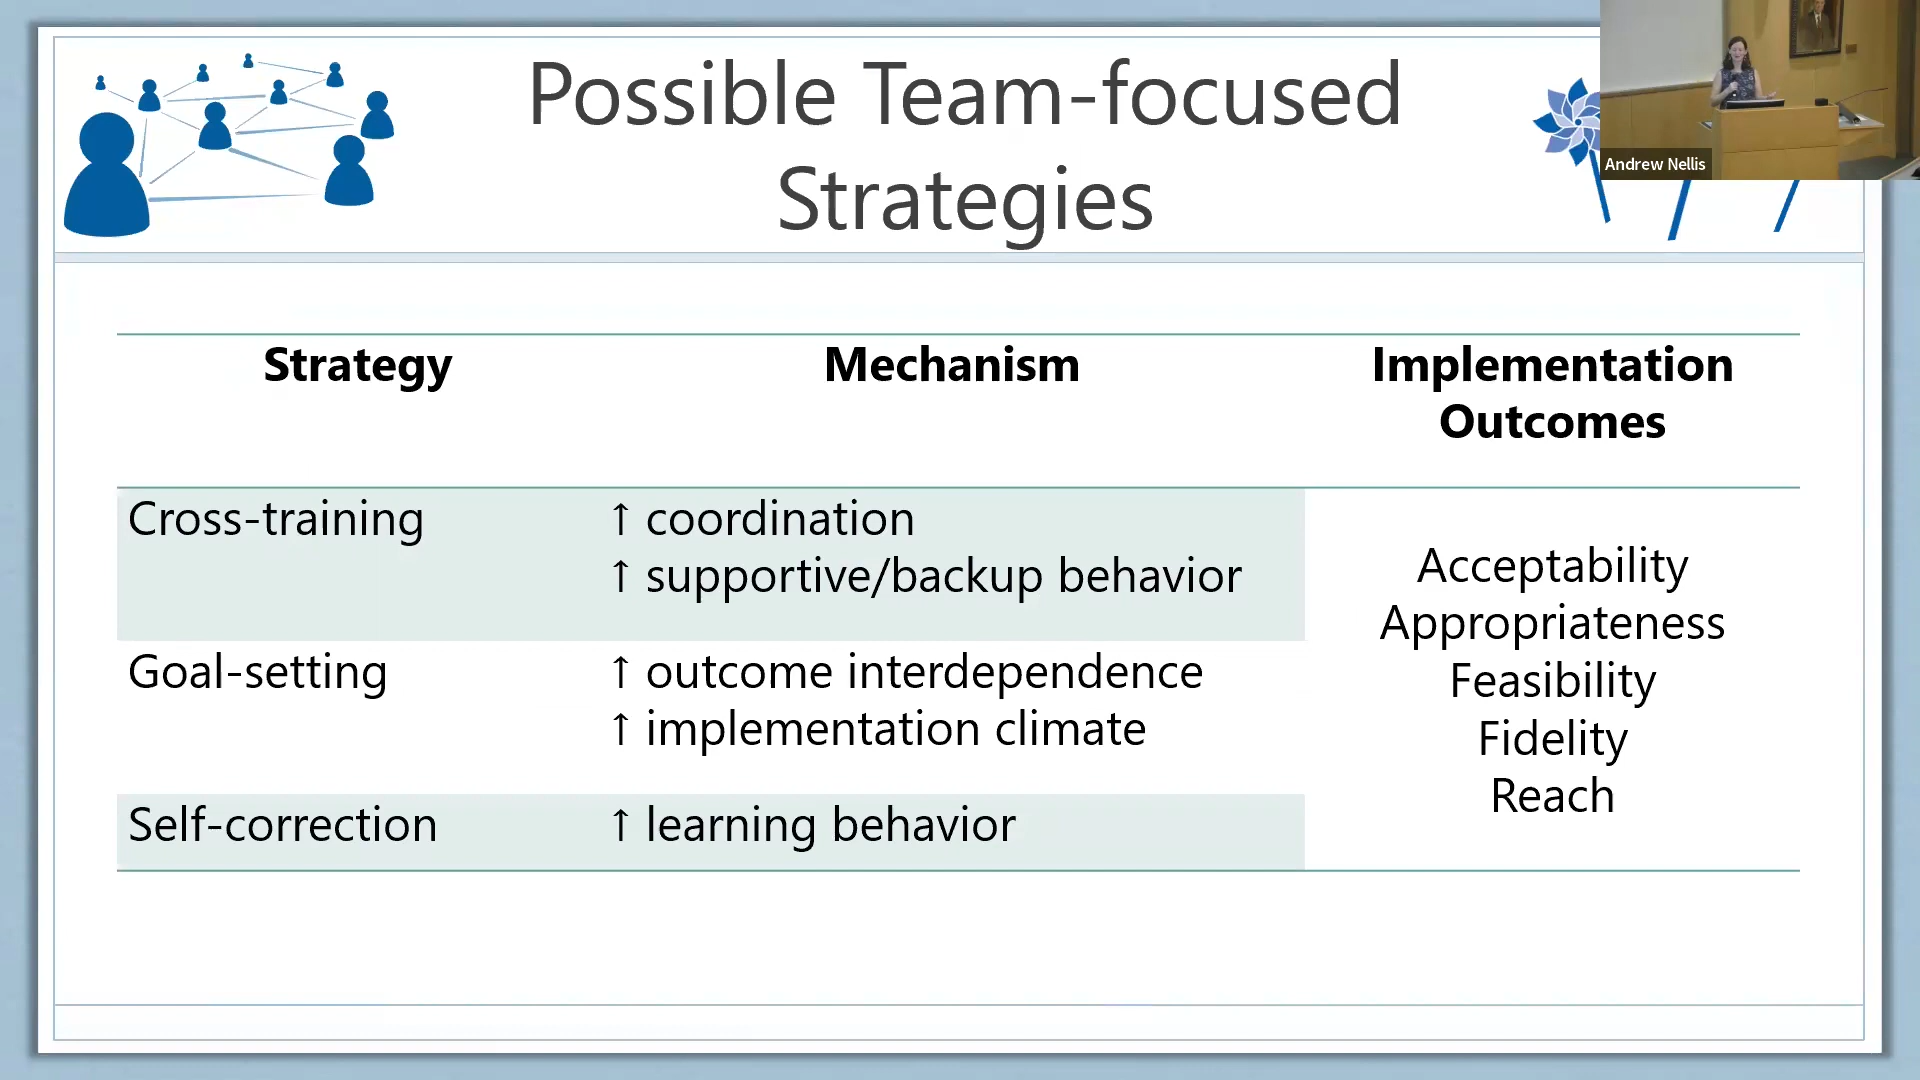 Possible Team-focused
Strategies
Andrew Nellis
Strategy
Mechanism
Implementation
Outcomes
Cross-training
↑ coordination
↑ supportive/backup behavior
Goal-setting
↑ outcome interdependence
↑ implementation climate
Self-correction
↑ learning behavior
Acceptability
Appropriateness
Feasibility
Fidelity
Reach